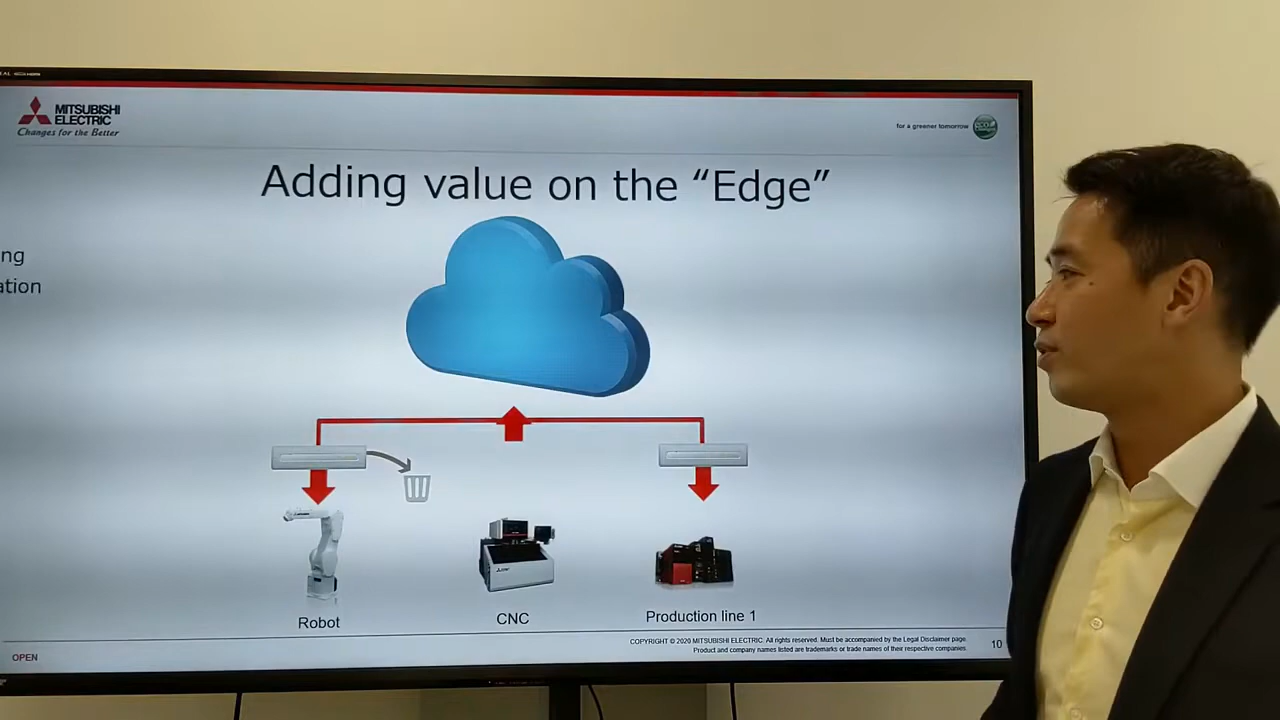 MITSUBISHI
ELECTRIC
Changes for the Better
for a greener tomorrow
eco
Adding value on the “Edge”
ng
ation
Robot
CNC
Production line 1
COPYRIGHT © 2020 MITSUBISHI ELECTRIC. All rights reserved. Must be accompanied by the Legal Disclaimer page.
Product and company names listed are trademarks or trade names of their respective companies.
OPEN
10